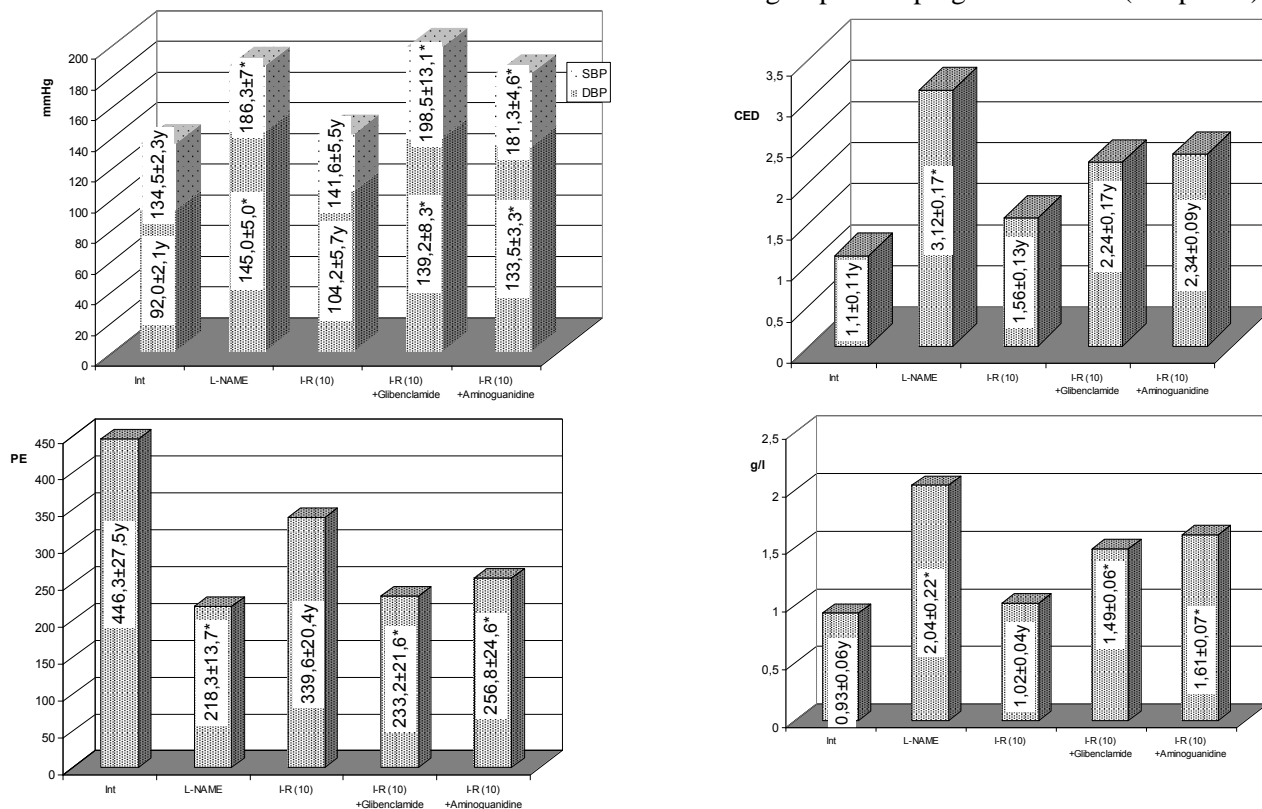 mmHg
200
180
160
140
120
100
80
60
40
20
0
134,5±2,3y
92,0±2,1y
186,3±7*
145,0±5,0*
141,6±5,5y
104,2±5,7y
198,5±13,1*
139,2±8,3*
181,3±4,6*
133,5±3,3*
SBP
DBP
Int
L-NAME
I-R (10)
I-R (10)
+Glibenclamide
I-R (10)
+Aminoguanidine
CED
3,5
3
2,5
2
1,5
1
0,5
0
1,1±0,11y
3,12±0,17*
1,56±0,13y
2,24±0,17y
2,34±0,09y
Int
L-NAME
I-R (10)
I-R (10)
+Glibenclamide
I-R (10)
+Aminoguanidine
PE
450
400
350
300
250
200
150
100
50
0
446,3±27,5y
218,3±13,7*
339,6±20,4y
233,2±21,6*
256,8±24,6*
Int
L-NAME
I-R (10)
I-R (10)
+Glibenclamide
I-R (10)
+Aminoguanidine
g/l
2,5
2
1,5
1
0,5
0
0,93±0,06y
2,04±0,22*
1,02±0,04y
1,49±0,06*
1,61±0,07*
Int
L-NAME
I-R (10)
I-R (10)
+Glibenclamide
I-R (10)
+Aminoguanidine